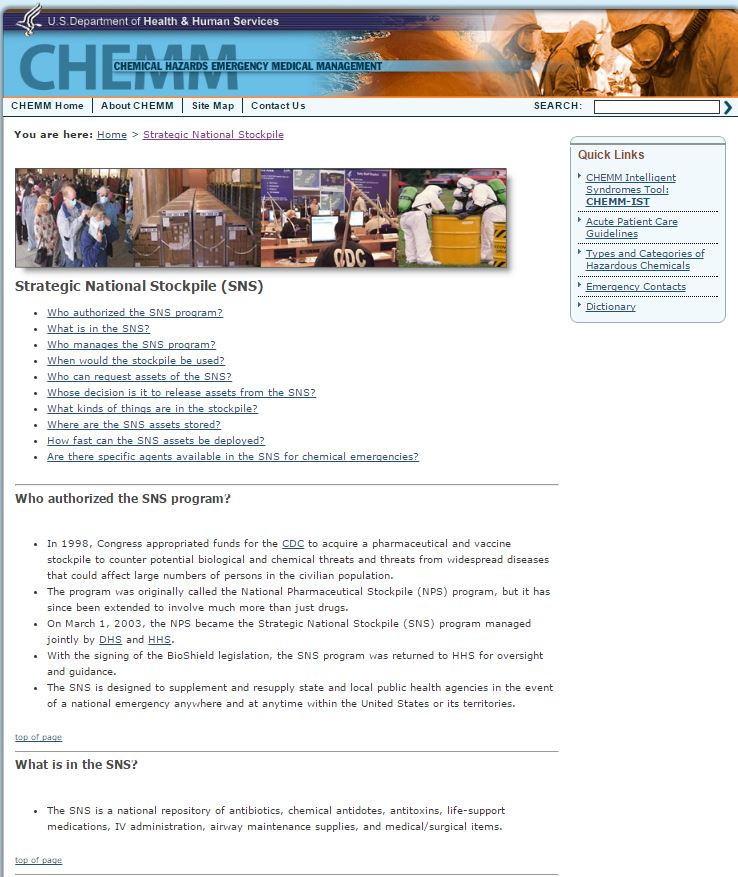 U.S. Department of Health & Human Services
CHEMM
CHEMICAL HAZARDS EMERGENCY MEDICAL MANAGEMENT
CHEMM Home About CHEMM Site Map Contact Us SEARCH:
You are here: Home > Strategic National Stockpile
CDC
Strategic National Stockpile (SNS)
Who authorized the SNS program?
What is in the SNS?
Who manages the SNS program?
When would the stockpile be used?
Who can request assets of the SNS?
Whose decision is it to release assets from the SNS?
What kinds of things are in the stockpile?
Where are the SNS assets stored?
How fast can the SNS assets be deployed?
Are there specific agents available in the SNS for chemical emergencies?
Quick Links
CHEMM Intelligent
Syndromes Tool:
CHEMM-IST
Acute Patient Care
Guidelines
Types and Categories of
Hazardous Chemicals
Emergency Contacts
Dictionary
Who authorized the SNS program?
In 1998, Congress appropriated funds for the CDC to acquire a pharmaceutical and vaccine
stockpile to counter potential biological and chemical threats and threats from widespread diseases
that could affect large numbers of persons in the civilian population.
The program was originally called the National Pharmaceutical Stockpile (NPS) program, but it has
since been extended to involve much more than just drugs.
On March 1, 2003, the NPS became the Strategic National Stockpile (SNS) program managed
jointly by DHS and HHS.
With the signing of the BioShield legislation, the SNS program was returned to HHS for oversight
and guidance.
The SNS is designed to supplement and resupply state and local public health agencies in the event
of a national emergency anywhere and at anytime within the United States or its territories.
top of page
What is in the SNS?
The SNS is a national repository of antibiotics, chemical antidotes, antitoxins, life-support
medications, IV administration, airway maintenance supplies, and medical/surgical items.
top of page